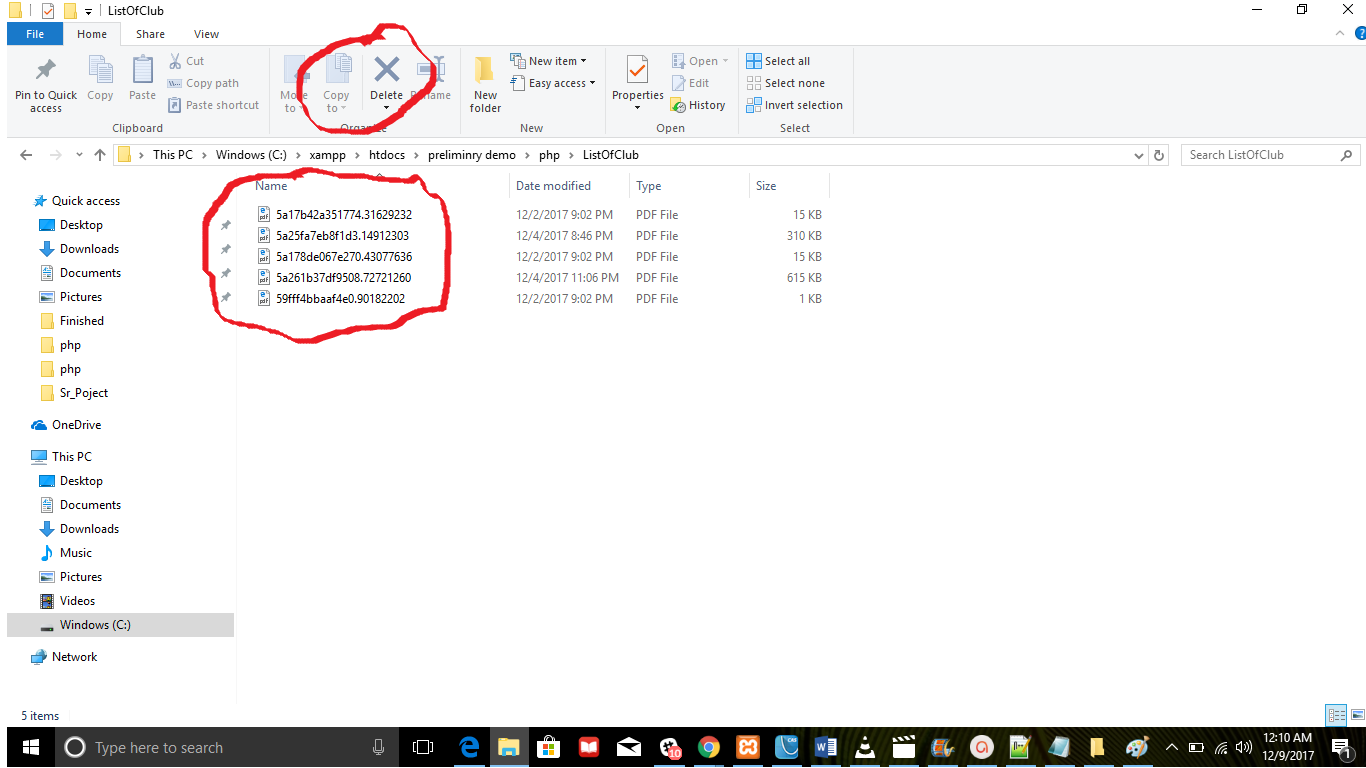 ListOfClub
File Home Share View
Pin to Quick access Copy Paste Cut Copy path Paste shortcut
Clipboard
Move to Copy to Delete Rename
Organize
New folder New item Easy access
New
Properties Open Edit History
Open
Select all Select none Invert selection
Select
This PC › Windows (C:) › xampp › htdocs › preliminry demo › php › ListOfClub
Search ListOfClub
Name Date modified Type Size
5a17b42a351774.31629232 12/2/2017 9:02 PM PDF File 15 KB
5a25fa7eb8f1d3.14912303 12/4/2017 8:46 PM PDF File 310 KB
5a178de067e270.43077636 12/2/2017 9:02 PM PDF File 15 KB
5a261b37df9508.72721260 12/4/2017 11:06 PM PDF File 615 KB
59fff4bbaaf4e0.90182202 12/2/2017 9:02 PM PDF File 1 KB
Quick access
Desktop
Downloads
Documents
Pictures
Finished
php
php
Sr_Poject
OneDrive
This PC
Desktop
Documents
Downloads
Music
Pictures
Videos
Windows (C:)
Network
5 items
Type here to search
10
12:10 AM
12/9/2017
1